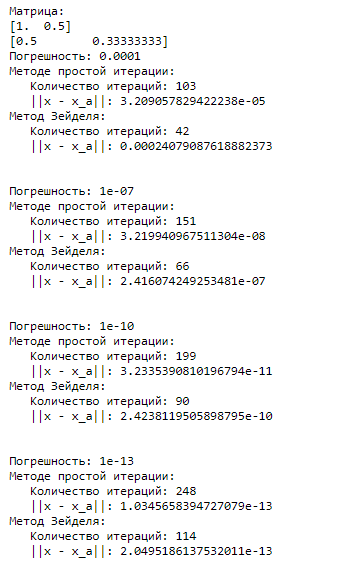 Матрица:
[1.  0.5]
[0.5        0.33333333]
Погрешность: 0.0001
Методе простой итерации:
   Количество итераций: 103
   ||x - x_a||: 3.209057829422238e-05
Метод Зейделя:
   Количество итераций: 42
   ||x - x_a||: 0.00024079087618882373
Погрешность: 1e-07
Методе простой итерации:
   Количество итераций: 151
   ||x - x_a||: 3.219940967511304e-08
Метод Зейделя:
   Количество итераций: 66
   ||x - x_a||: 2.416074249253481e-07
Погрешность: 1e-10
Методе простой итерации:
   Количество итераций: 199
   ||x - x_a||: 3.2335390810196794e-11
Метод Зейделя:
   Количество итераций: 90
   ||x - x_a||: 2.4238119505898795e-10
Погрешность: 1e-13
Методе простой итерации:
   Количество итераций: 248
   ||x - x_a||: 1.0345658394727079e-13
Метод Зейделя:
   Количество итераций: 114
   ||x - x_a||: 2.0495186137532011e-13